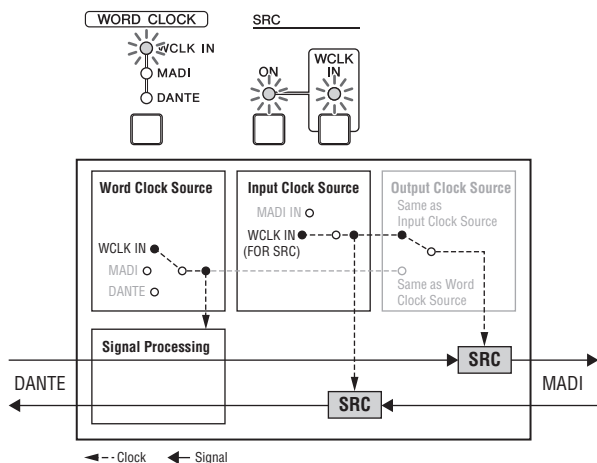 WORD CLOCK
SRC
WCLK IN
MADI
DANTE
ON
WCLK
IN
Word Clock Source
WCLK IN
MADI
DANTE
Input Clock Source
MADI IN
WCLK IN
(FOR SRC)
Output Clock Source
Same as
Input Clock Source
Same as Word
Clock Source
Signal Processing
SRC
DANTE
MADI
SRC
Clock
Signal